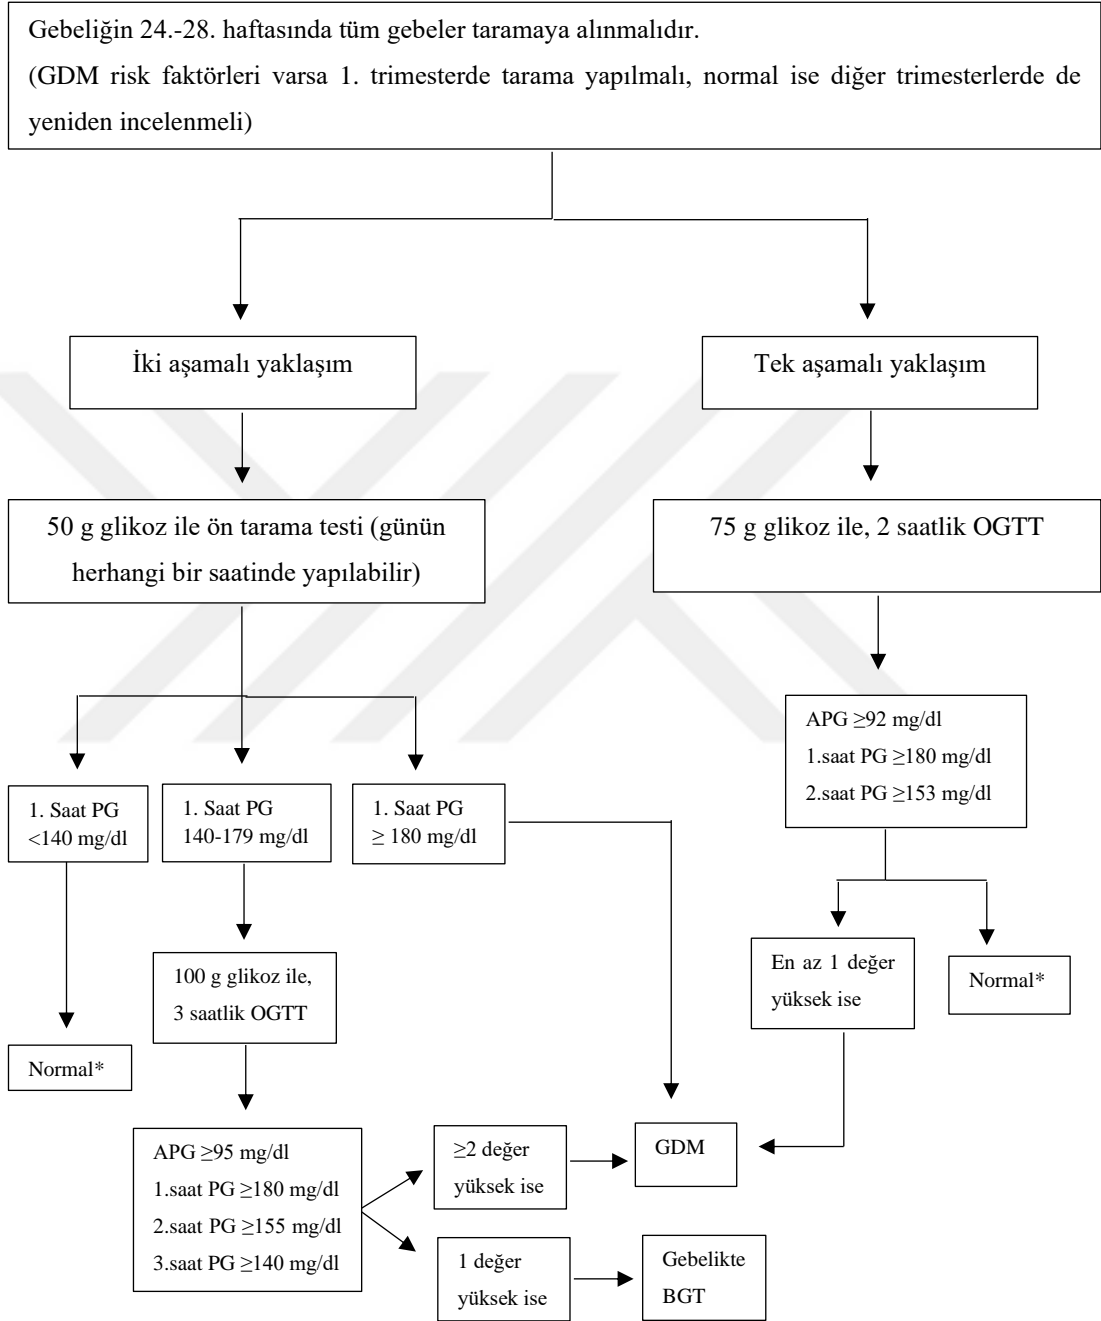 Gebeliğin 24.-28. haftasında tüm gebeler taramaya alınmalıdır.
(GDM risk faktörleri varsa 1. trimesterde tarama yapılmalı, normal ise diğer trimesterlerde de
yeniden incelenmeli)
İki aşamalı yaklaşım
Tek aşamalı yaklaşım
50 g glikoz ile ön tarama testi (günün
herhangi bir saatinde yapılabilir)
75 g glikoz ile, 2 saatlik OGTT
APG ≥92 mg/dl
1.saat PG ≥180 mg/dl
2.saat PG ≥153 mg/dl
1. Saat PG
<140 mg/dl
1. Saat PG
140-179 mg/dl
1. Saat PG
≥ 180 mg/dl
En az 1 değer
yüksek ise
Normal*
100 g glikoz ile,
3 saatlik OGTT
Normal*
APG ≥95 mg/dl
1.saat PG ≥180 mg/dl
2.saat PG ≥155 mg/dl
3.saat PG ≥140 mg/dl
≥2 değer
yüksek ise
GDM
1 değer
yüksek ise
Gebelikte
BGT